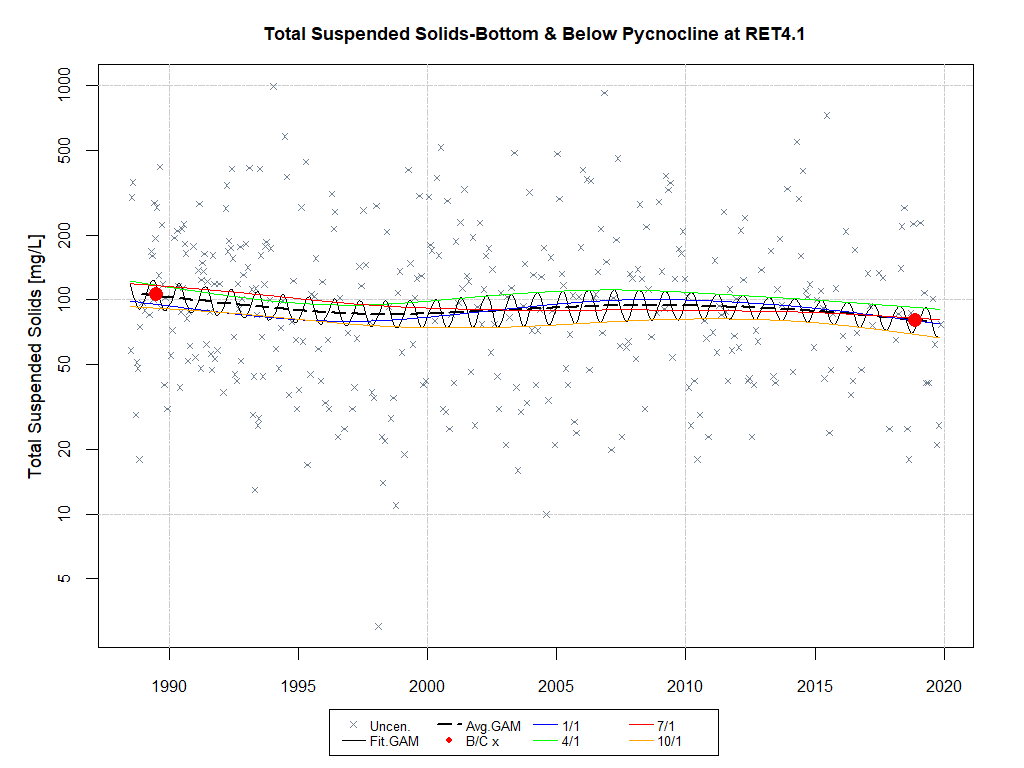 Total Suspended Solids-Bottom & Below Pycnocline at RET4.1
Total Suspended Solids [mg/L]
1000
500
200
100
50
20
10
5
1990 1995 2000 2005 2010 2015 2020
Uncen. Avg.GAM 1/1 7/1
Fit.GAM B/C x 4/1 10/1